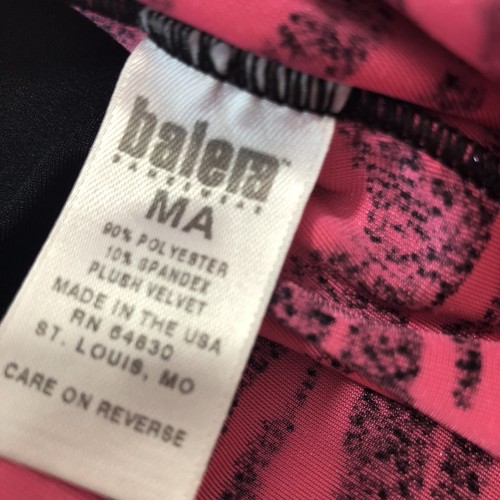 balera™
DANCEWEAR
MA
90% POLYESTER
10% SPANDEX
PLUSH VELVET
MADE IN THE USA
RN 64630
ST. LOUIS, MO
CARE ON REVERSE